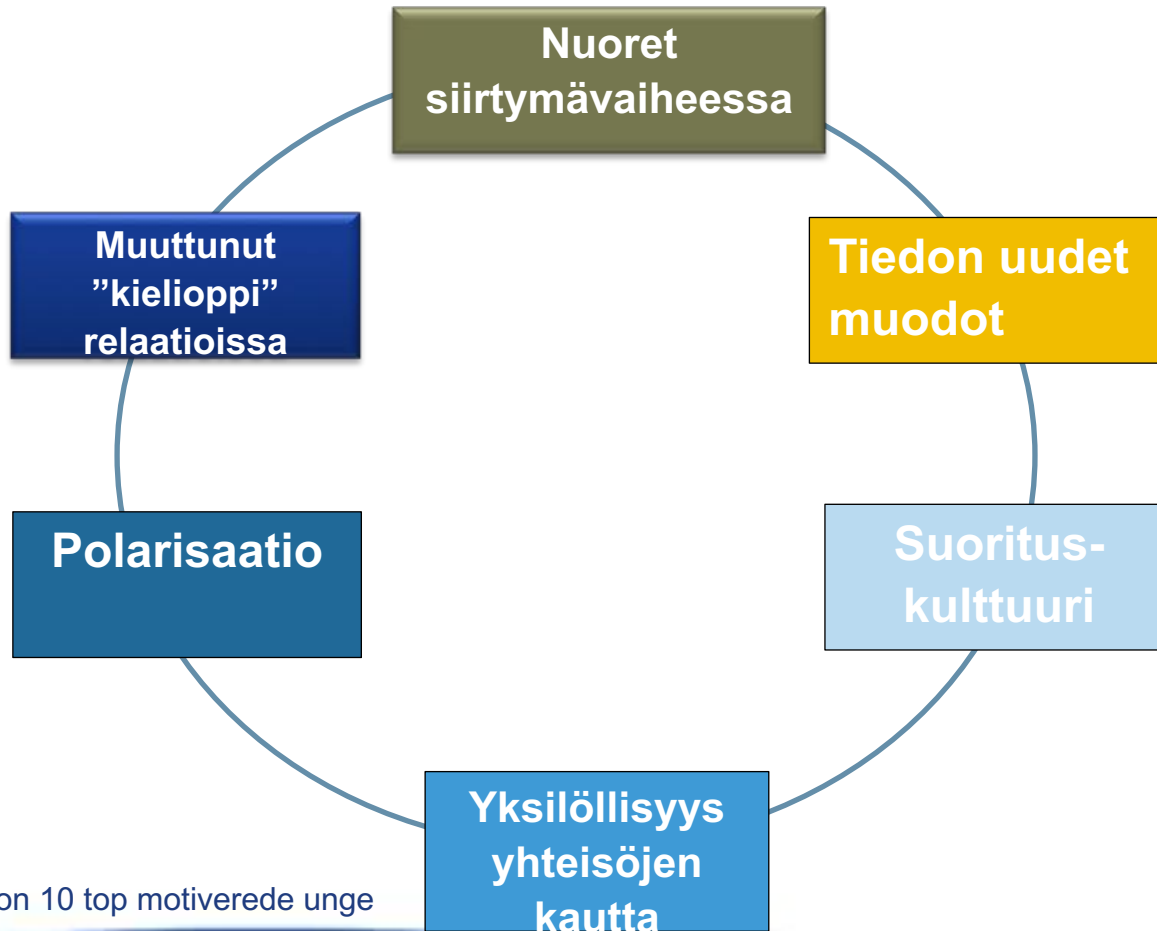 Nuoret
siirtymävaiheessa
Muuttunut
”kielioppi”
relaatioissa
Tiedon uudet
muodot
Polarisaatio
Suoritus-
kulttuuri
Yksilöllisyys
yhteisöjen
kautta
on 10 top motiverede unge